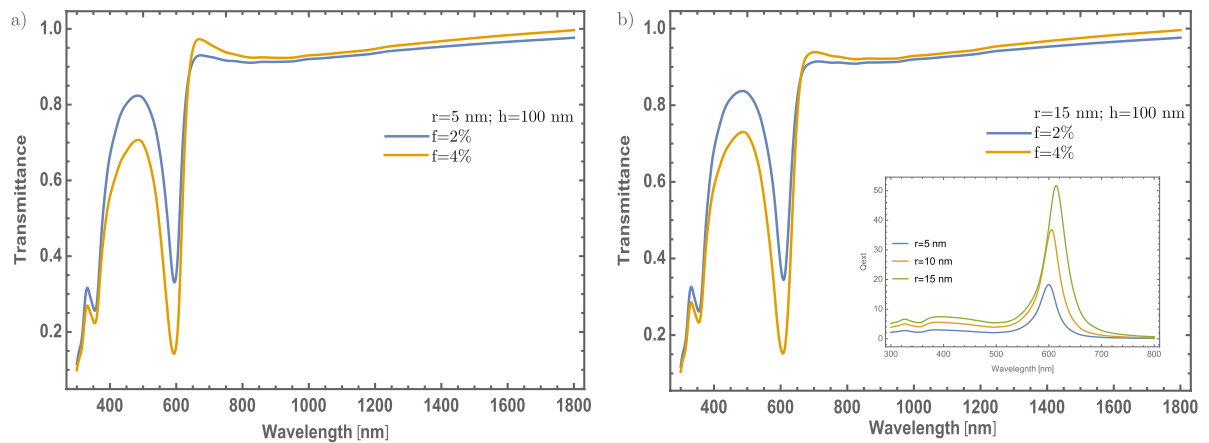 a)
Transmittance
1.0
0.8
0.6
0.4
0.2
r=5 nm; h=100 nm
f=2%
f=4%
400 600 800 1000 1200 1400 1600 1800
Wavelength [nm]
b)
Transmittance
1.0
0.8
0.6
0.4
0.2
r=15 nm; h=100 nm
f=2%
f=4%
Qext
50
40
30
20
10
0
r=5 nm
r=10 nm
r=15 nm
300 400 500 600 700 800
Wavelegnth [nm]
400 600 800 1000 1200 1400 1600 1800
Wavelength [nm]